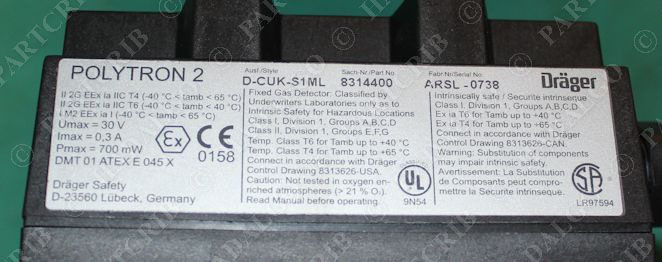 POLYTRON 2
II 2G EEx ia IIC T4 (-40 °C < tamb < 65 °C)
II 2G EEx ia IIC T6 (-40 °C < tamb < 40 °C)
I M2 EEx ia I (-40 °C < tamb < 65 °C)
Umax = 30 V
Imax = 0,3 A
Pmax = 700 mW
DMT 01 ATEX E 045 X
Ex CE
0158
Dräger Safety
D-23560 Lübeck, Germany
Ausf./Style
D-CUK-S1ML
Sach-Nr./Part No.
8314400
Fixed Gas Detector: Classified by
Underwriters Laboratories only as to
Intrinsic Safety for Hazardous Locations
Class I, Division 1, Groups A,B,C,D
Class II, Division 1, Groups E,F,G
Temp. Class T6 for Tamb up to +40°C
Temp. Class T4 for Tamb up to +65 °C
Connect in accordance with
Control Drawing 8313626-USA.
Caution: Not tested in oxygen en-
riched atmospheres (> 21 % O₂).
Read Manual before Operating.
UL
9N54
Fabr.Nr/Serial No.
ARSL-0738
Dräger
Intrinsically safe / Securite intrinseque
Class I, Division 1, Groups A,B,C,D
Ex ia T6 for Tamb up to +40°C
Ex ia T4 for Tamb up to +65°C
Connect in accordance with
Control Drawing 8313626-CAN.
Warning: Substitution of components
may impair intrinsic safety.
Avertissement: La Substitution
de Composants peut compro-
mettre la Securite intrinseque.
SA
LR97594